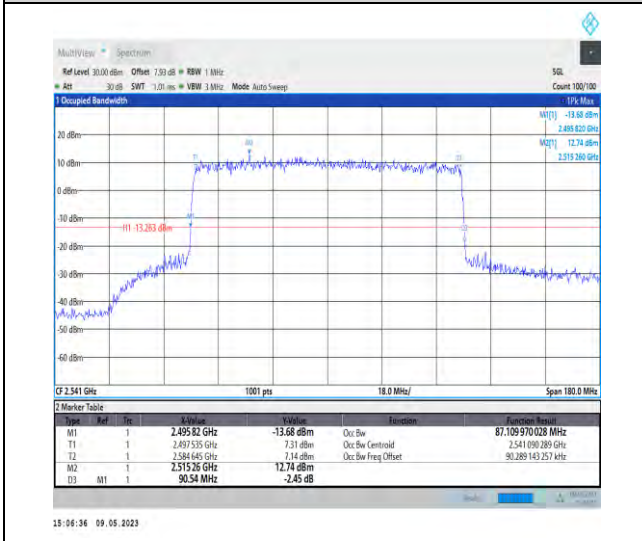 MultiView Spectrum
Ref Level 30.00 dBm Offset 7.93 dB RBW 1 MHz SGL
Att 30 dB SWT 1.01 ms VBW 3 MHz Mode Auto Sweep Count 100/100
1 Occupied Bandwidth 1Pk Max
M1[1] -13.68 dBm
2.495 820 GHz
M2[1] 12.74 dBm
2.515 260 GHz
20 dBm
M2
T1 T2
10 dBm
0 dBm
-10 dBm
M1
H1 -13.263 dBm
D3
-20 dBm
-30 dBm
-40 dBm
-50 dBm
-60 dBm
CF 2.541 GHz 1001 pts 18.0 MHz/ Span 180.0 MHz
2 Marker Table
Type Ref Trc X-Value Y-Value Function Function Result
M1 1 2.495 82 GHz -13.68 dBm Occ Bw 87.109 970 028 MHz
T1 1 2.497 535 GHz 7.31 dBm Occ Bw Centroid 2.541 090 289 GHz
T2 1 2.584 645 GHz 7.14 dBm Occ Bw Freq Offset 90.289 143 257 kHz
M2 1 2.515 26 GHz 12.74 dBm
D3 M1 1 90.54 MHz -2.45 dB
15:06:36 09.05.2023